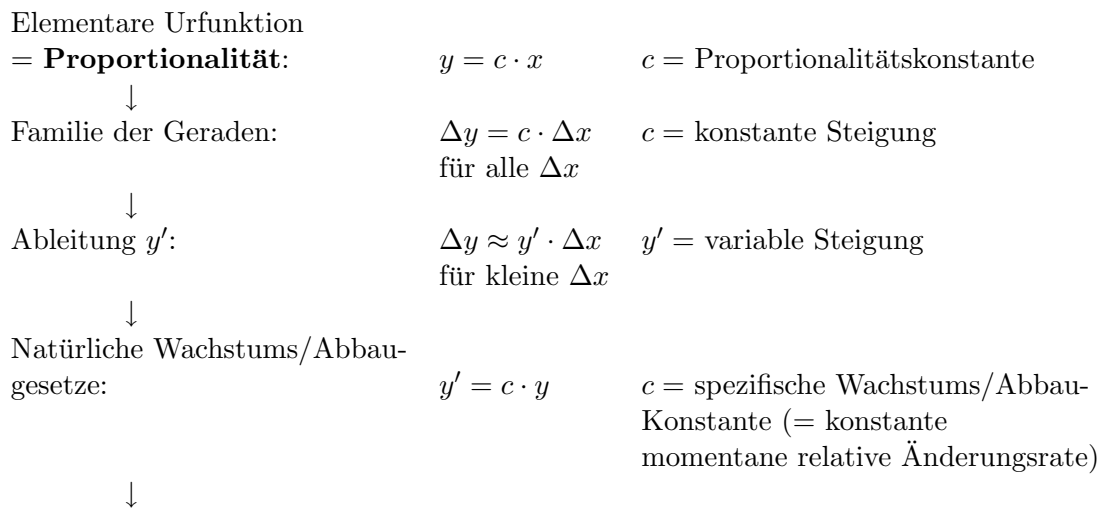 Elementare Urfunktion
= Proportionalität: y = c · x c = Proportionalitätskonstante
↓
Familie der Geraden: Δy = c · Δx c = konstante Steigung
für alle Δx
↓
Ableitung y′: Δy ≈ y′ · Δx y′ = variable Steigung
für kleine Δx
↓
Natürliche Wachstums/Abbau-
gesetze: y′ = c · y c = spezifische Wachstums/Abbau-
Konstante (= konstante
momentane relative Änderungsrate)
↓